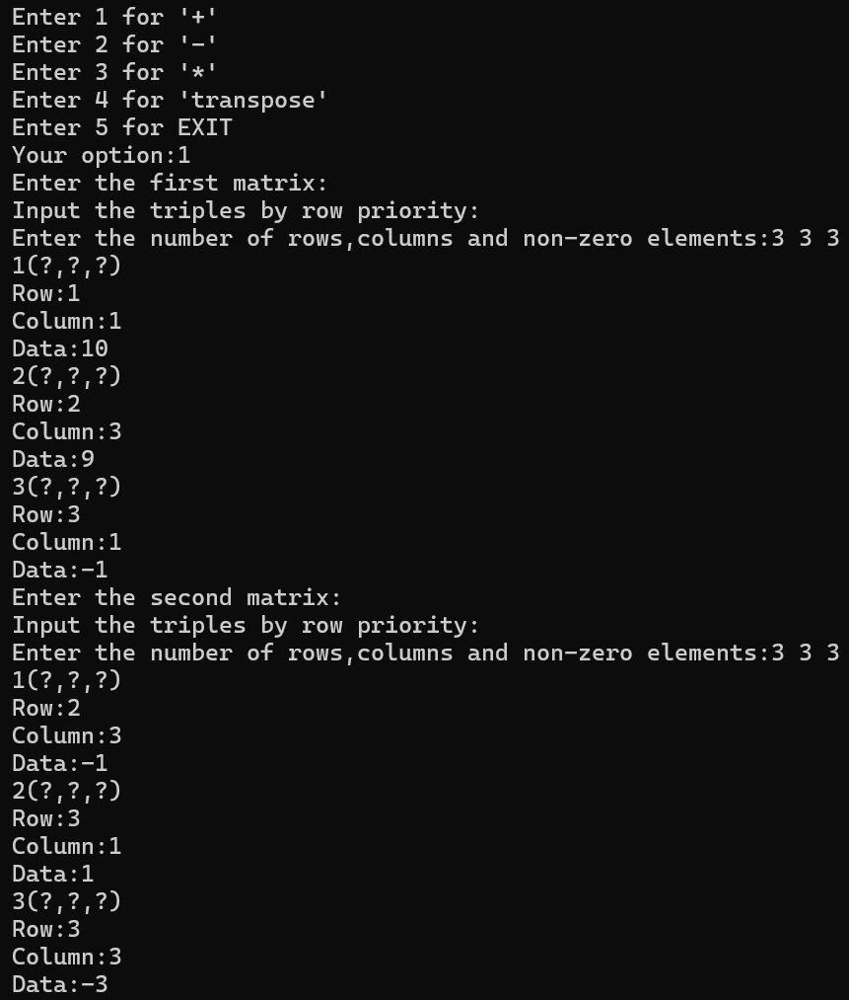 Enter 1 for '+'
Enter 2 for '-'
Enter 3 for '*'
Enter 4 for 'transpose'
Enter 5 for EXIT
Your option:1
Enter the first matrix:
Input the triples by row priority:
Enter the number of rows,columns and non-zero elements:3 3 3
1(?,?,?)
Row:1
Column:1
Data:10
2(?,?,?)
Row:2
Column:3
Data:9
3(?,?,?)
Row:3
Column:1
Data:-1
Enter the second matrix:
Input the triples by row priority:
Enter the number of rows,columns and non-zero elements:3 3 3
1(?,?,?)
Row:2
Column:3
Data:-1
2(?,?,?)
Row:3
Column:1
Data:1
3(?,?,?)
Row:3
Column:3
Data:-3